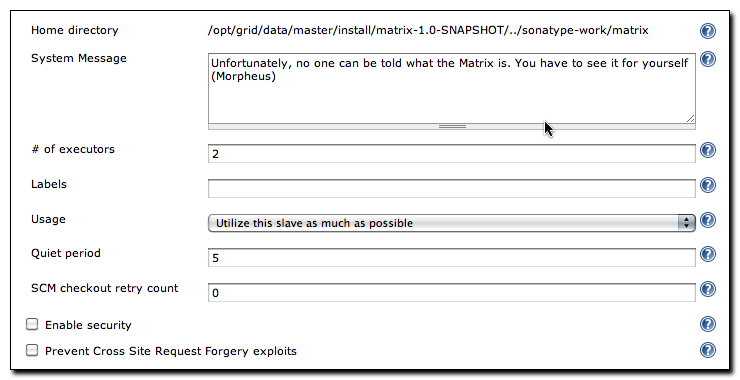 Home directory /opt/grid/data/master/install/matrix-1.0-SNAPSHOT/../sonatype-work/matrix
System Message
Unfortunately, no one can be told what the Matrix is. You have to see it for yourself
(Morpheus)
# of executors 2
Labels
Usage Utilize this slave as much as possible
Quiet period 5
SCM checkout retry count 0
Enable security
Prevent Cross Site Request Forgery exploits